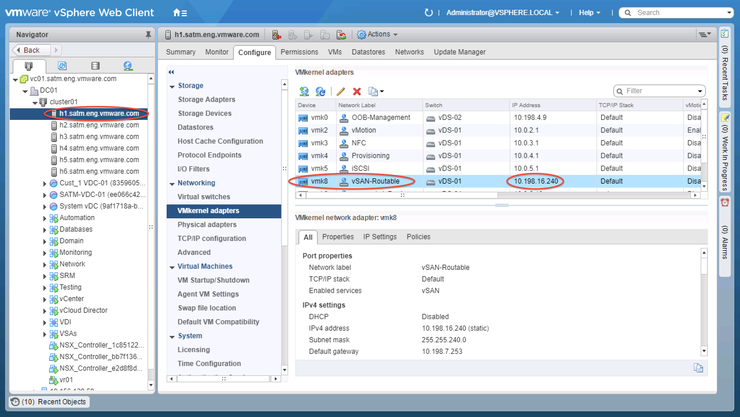 vmware vSphere Web Client
Administrator@VSPHERE.LOCAL
Help
Search
Navigator
Back
vc01.satm.eng.vmware.com
DC01
cluster01
h1.satm.eng.vmware.com
h2.satm.eng.vmware.com
h3.satm.eng.vmware.com
h4.satm.eng.vmware.com
h5.satm.eng.vmware.com
h6.satm.eng.vmware.com
Cust_1 VDC-01 (8359605...
SATM-VDC-01 (ee066c42...
System vDC (9af1718a-b...
Automation
Databases
Domain
Monitoring
Network
SRM
Testing
vCenter
vCloud Director
VDI
VSAs
NSX_Controller_1c85122...
NSX_Controller_bb7f136...
NSX_Controller_e2d8f8d...
vr01
(10) Recent Objects
h1.satm.eng.vmware.com
Actions
Summary
Monitor
Configure
Permissions
VMs
Datastores
Networks
Update Manager
Storage
Storage Adapters
Storage Devices
Datastores
Host Cache Configuration
Protocol Endpoints
I/O Filters
Networking
Virtual switches
VMkernel adapters
Physical adapters
TCP/IP configuration
Advanced
Virtual Machines
VM Startup/Shutdown
Agent VM Settings
Swap file location
Default VM Compatibility
System
Licensing
Time Configuration
VMkernel adapters
Filter
Device Network Label Switch IP Address TCP/IP Stack vMotio
vmk0 OOB-Management vDS-02 10.198.4.9 Default Disa
vmk2 vMotion vDS-01 10.0.2.1 Default Enab
vmk3 NFC vDS-01 10.0.3.1 Default Disa
vmk4 Provisioning vDS-01 10.0.4.1 Default Disa
vmk5 iSCSI vDS-01 10.0.5.1 Default Disa
vmk8 vSAN-Routable vDS-01 10.198.16.240 Default Disa
VMkernel network adapter: vmk8
All
Properties
IP Settings
Policies
Port properties
Network label vSAN-Routable
TCP/IP stack Default
Enabled services vSAN
IPv4 settings
DHCP Disabled
IPv4 address 10.198.16.240 (static)
Subnet mask 255.255.240.0
Default gateway 10.198.7.253
(0) Recent Tasks
(0) Work In Progress
(0) Alarms